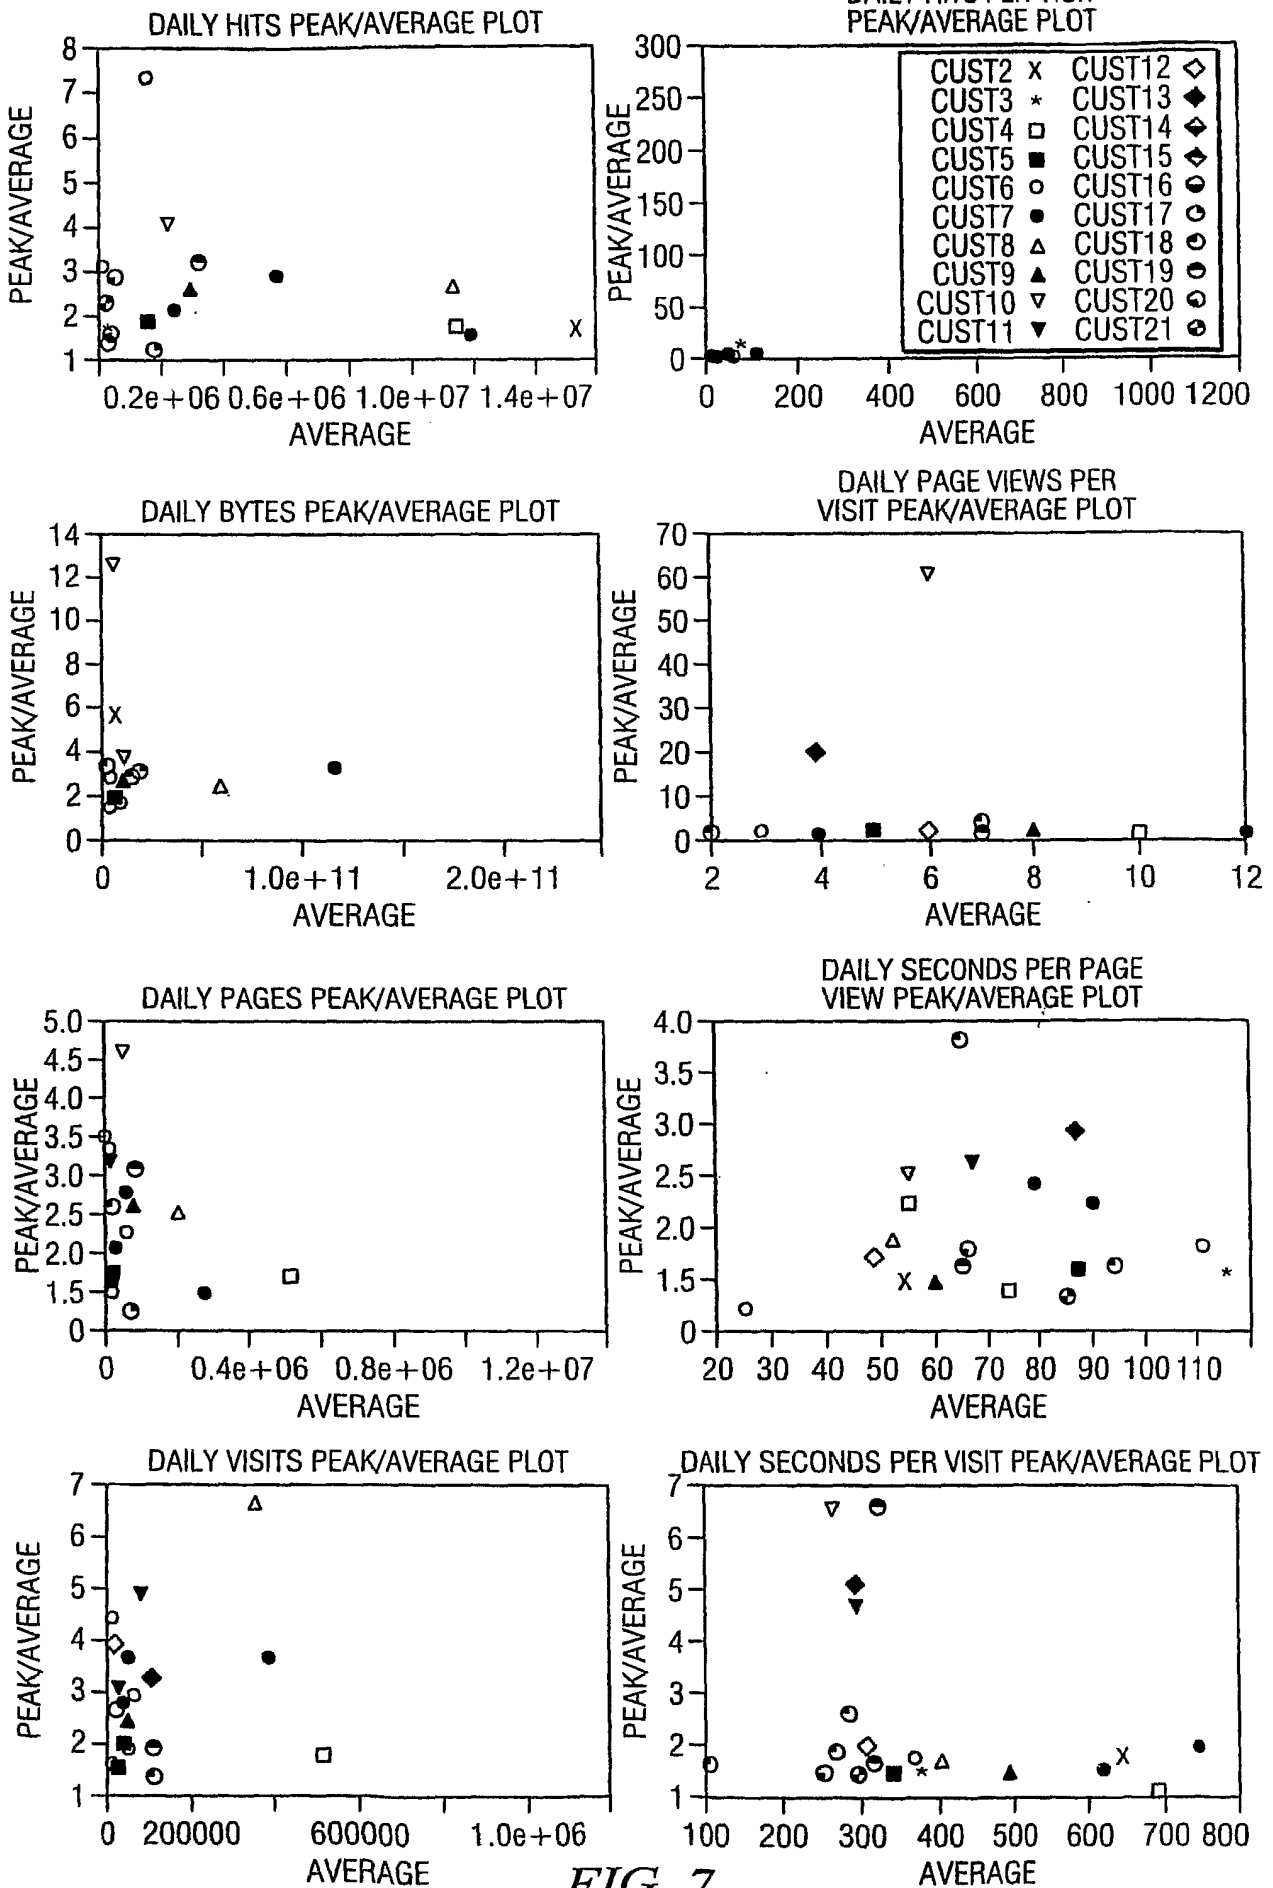 DAILY HITS PEAK/AVERAGE PLOT
PEAK/AVERAGE
8
7
6
5
4
3
2
1
0.2e+06 0.6e+06 1.0e+07 1.4e+07
AVERAGE
DAILY HITS PER VISIT
PEAK/AVERAGE PLOT
PEAK/AVERAGE
300
250
200
150
100
50
0
CUST2 CUST12
CUST3 CUST13
CUST4 CUST14
CUST5 CUST15
CUST6 CUST16
CUST7 CUST17
CUST8 CUST18
CUST9 CUST19
CUST10 CUST20
CUST11 CUST21
0 200 400 600 800 1000 1200
AVERAGE
DAILY BYTES PEAK/AVERAGE PLOT
PEAK/AVERAGE
14
12
10
8
6
4
2
0
0 1.0e+11 2.0e+11
AVERAGE
DAILY PAGE VIEWS PER
VISIT PEAK/AVERAGE PLOT
PEAK/AVERAGE
70
60
50
40
30
20
10
0
2 4 6 8 10 12
AVERAGE
DAILY PAGES PEAK/AVERAGE PLOT
PEAK/AVERAGE
5.0
4.5
4.0
3.5
3.0
2.5
2.0
1.5
0
0 0.4e+06 0.8e+06 1.2e+07
AVERAGE
DAILY SECONDS PER PAGE
VIEW PEAK/AVERAGE PLOT
PEAK/AVERAGE
4.0
3.5
3.0
2.5
2.0
1.5
0
20 30 40 50 60 70 80 90 100 110
AVERAGE
DAILY VISITS PEAK/AVERAGE PLOT
PEAK/AVERAGE
7
6
5
4
3
2
1
0 200000 600000 1.0e+06
AVERAGE
DAILY SECONDS PER VISIT PEAK/AVERAGE PLOT
PEAK/AVERAGE
7
6
5
4
3
2
1
100 200 300 400 500 600 700 800
AVERAGE
FIG. 7